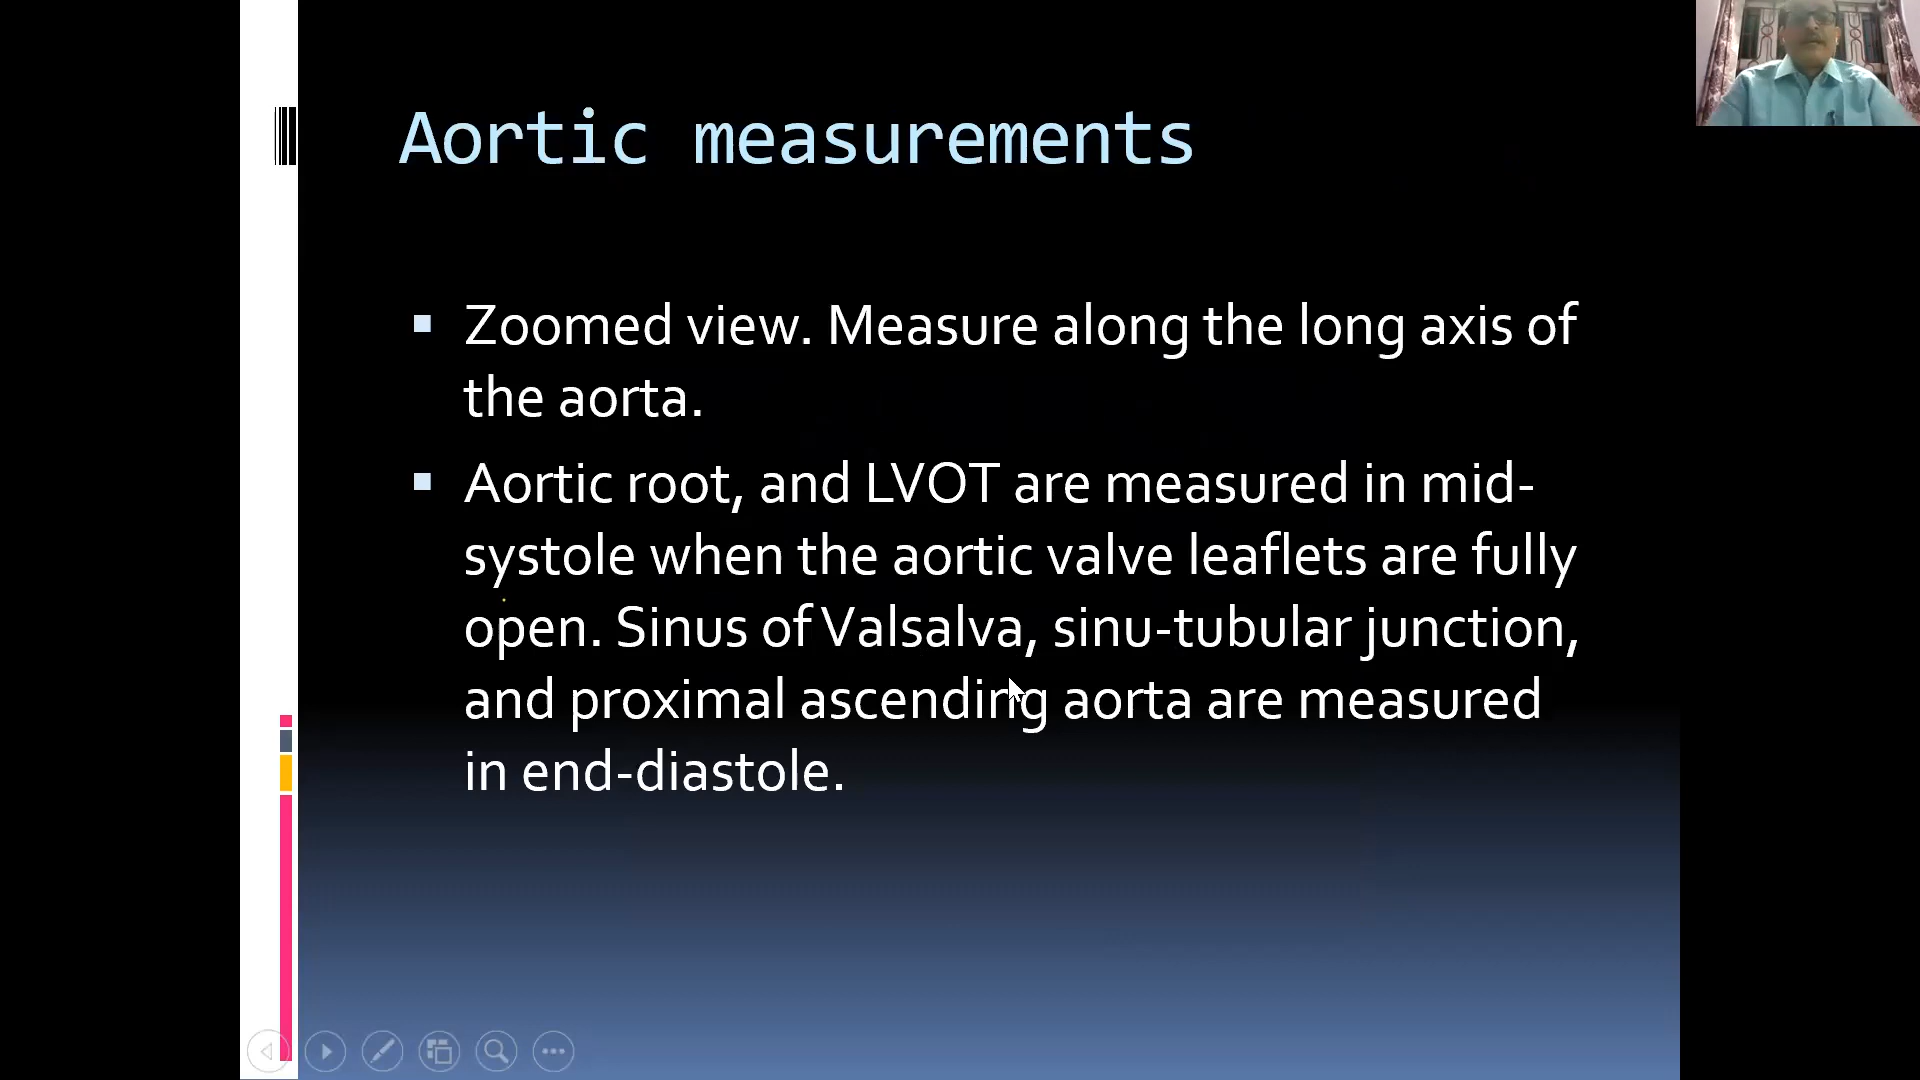 Aortic measurements
Zoomed view. Measure along the long axis of
the aorta.
Aortic root, and LVOT are measured in mid-
systole when the aortic valve leaflets are fully
open. Sinus of Valsalva, sinu-tubular junction,
and proximal ascending aorta are measured
in end-diastole.